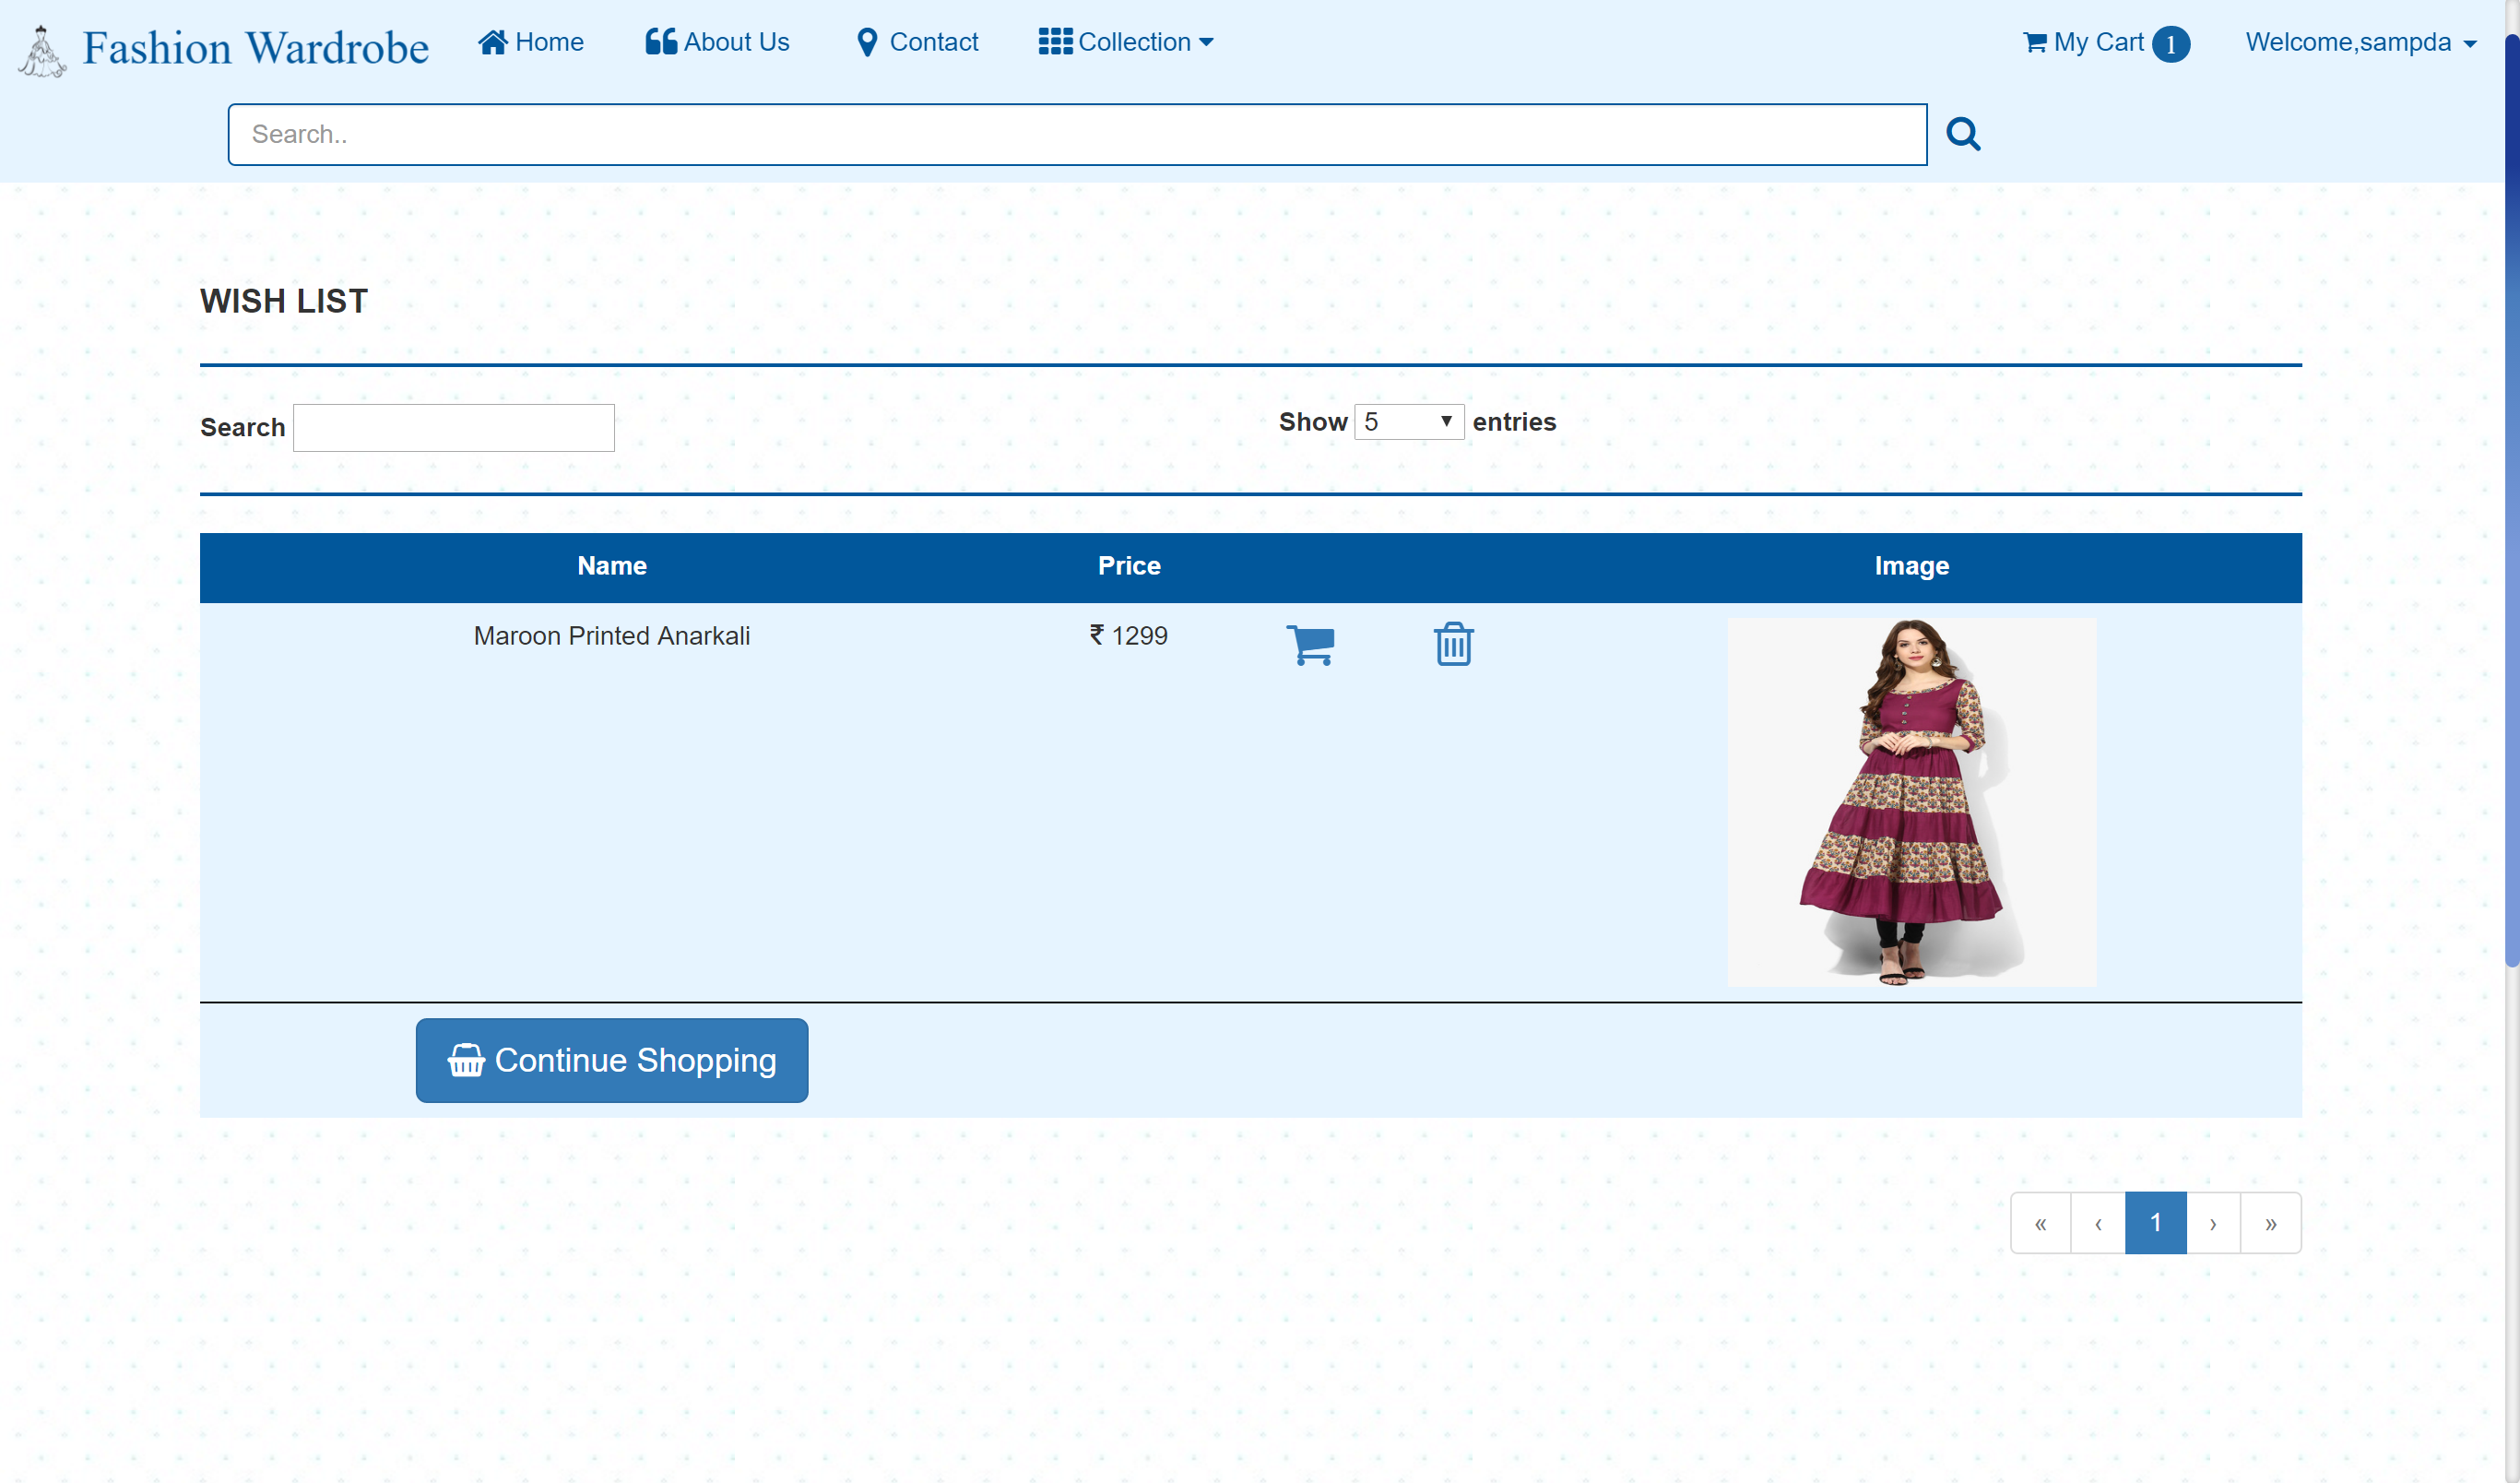 Fashion Wardrobe Home About Us Contact Collection My Cart 1 Welcome,sampda
Search..
WISH LIST
Search Show 5 entries
Name Price Image
Maroon Printed Anarkali ₹ 1299
Continue Shopping
« ‹ 1 › »